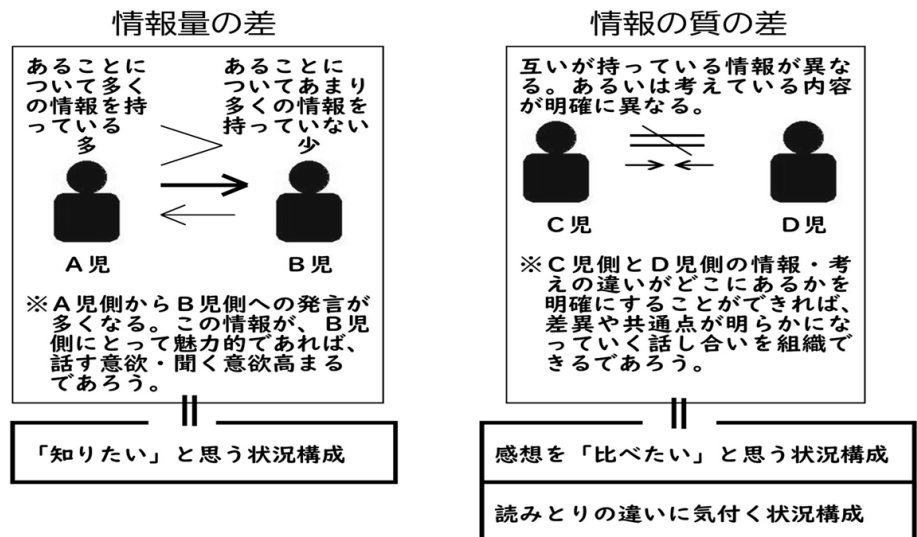 情報量の差
あることに
ついて多く
の情報を持
っている
多
あることに
ついてあまり
多くの情報を
持っていない
少
A児
B児
※A児側からB児側への発言が
多くなる。この情報が、B児
側にとって魅力的であれば、
話す意欲・聞く意欲高まる
であろう。
「知りたい」と思う状況構成
情報の質の差
互いが持っている情報が異な
る。あるいは考えている内容
が明確に異なる。
C児
D児
※C児側とD児側の情報・考
えの違いがどこにあるかを
明確にすることができれば、
差異や共通点が明らかにな
っていく話し合いを組織で
きるであろう。
感想を「比べたい」と思う状況構成
読みとりの違いに気付く状況構成